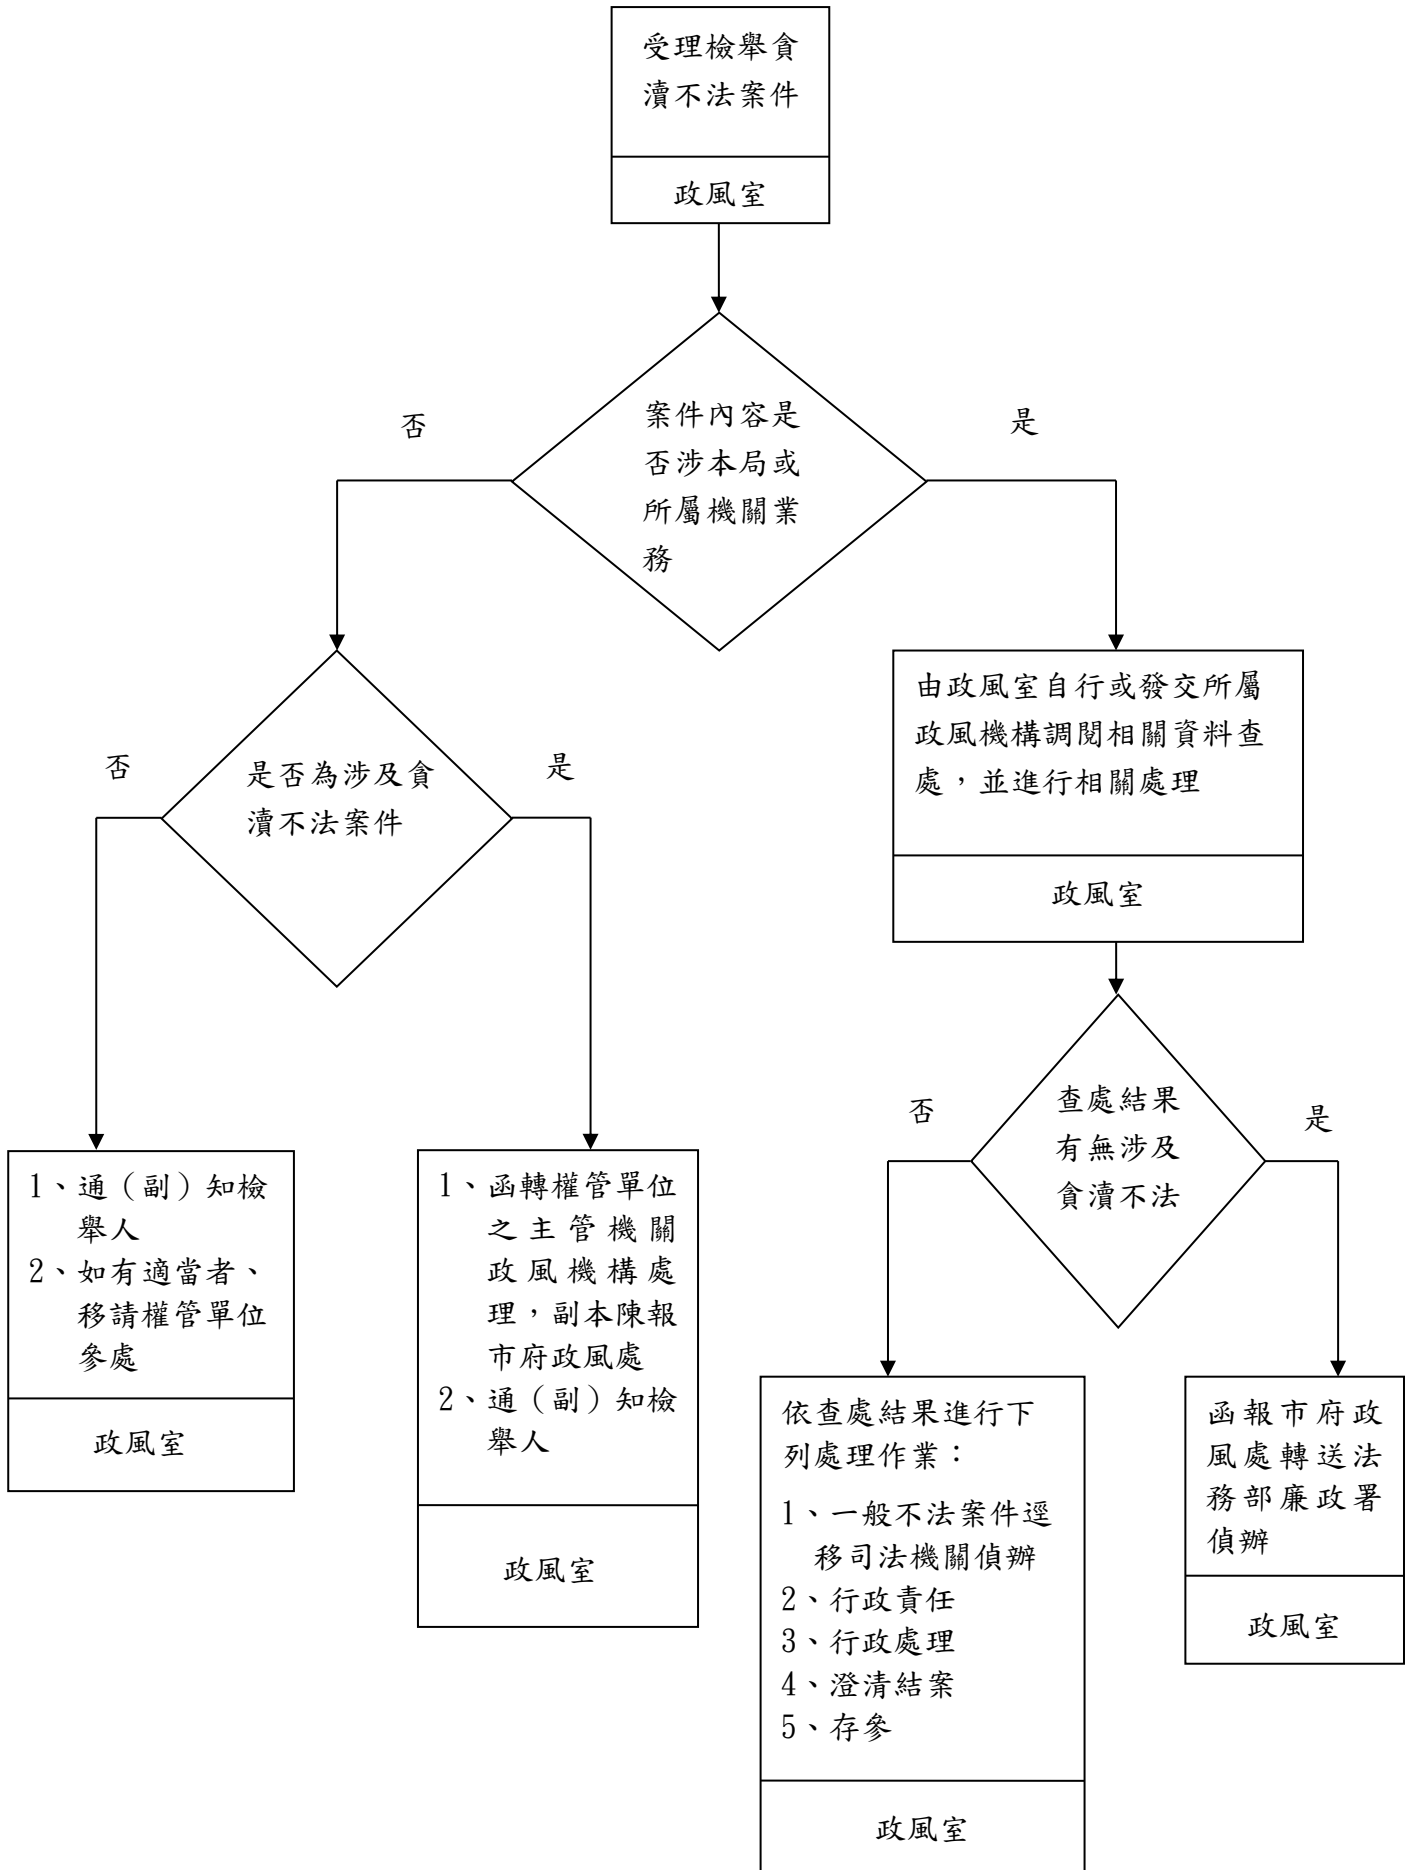 受理檢舉貪
瀆不法案件
政風室
案件內容是
否涉本局或
所屬機關業
務
否
是
是否為涉及貪
瀆不法案件
否
是
由政風室自行或發交所屬
政風機構調閱相關資料查
處，並進行相關處理
政風室
查處結果
有無涉及
貪瀆不法
否
是
1、通（副）知檢
舉人
2、如有適當者、
移請權管單位
參處
政風室
1、函轉權管單位
之主管機關
政風機構處
理，副本陳報
市府政風處
2、通（副）知檢
舉人
政風室
依查處結果進行下
列處理作業：
1、一般不法案件逕
移司法機關偵辦
2、行政責任
3、行政處理
4、澄清結案
5、存參
政風室
函報市府政
風處轉送法
務部廉政署
偵辦
政風室